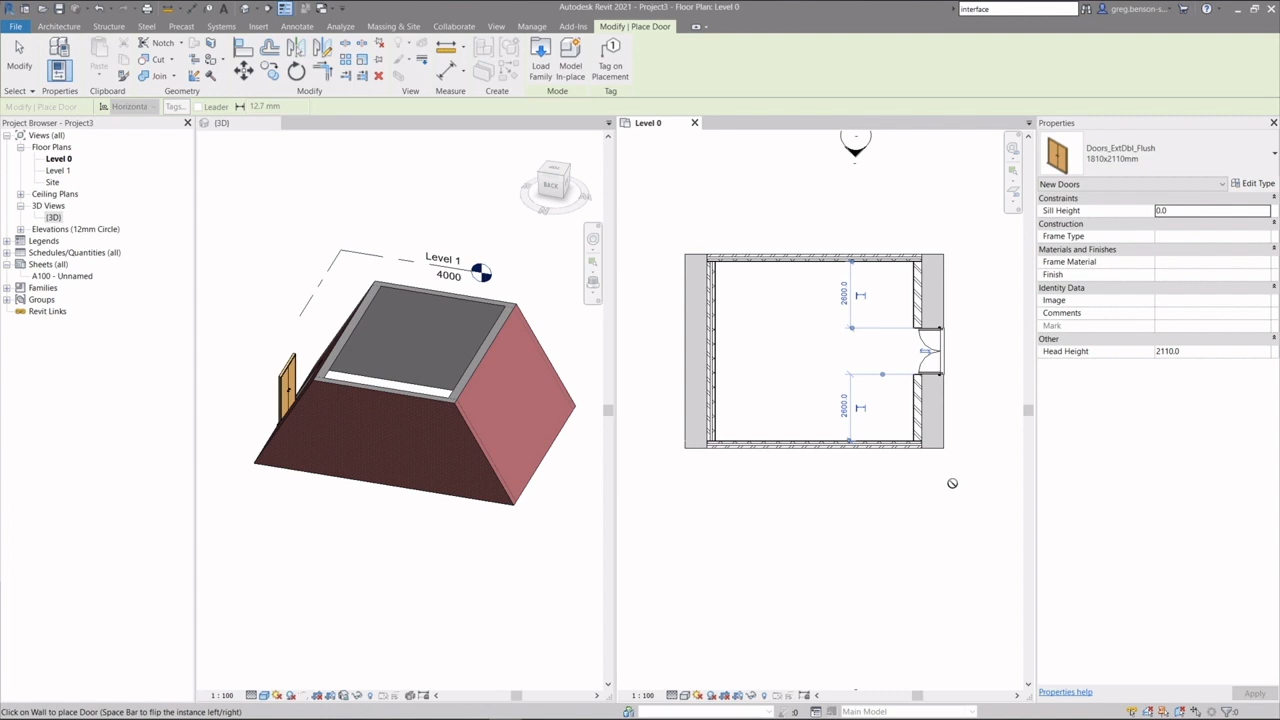 Autodesk Revit 2021 - Project3 - Floor Plan: Level 0
interface
greg.benson-s...
File Architecture Structure Steel Precast Systems Insert Annotate Analyze Massing & Site Collaborate View Manage Add-Ins Modify | Place Door
Modify
Paste
Notch
Cut
Join
Load Family
Model In-place
Tag on Placement
Select Properties Clipboard Geometry Modify View Measure Create Mode Tag
Modify | Place Door
Horizonta
Tags...
Leader
12.7 mm
Project Browser - Project3
Views (all)
Floor Plans
Level 0
Level 1
Site
Ceiling Plans
3D Views
{3D}
Elevations (12mm Circle)
Legends
Schedules/Quantities (all)
Sheets (all)
A100 - Unnamed
Families
Groups
Revit Links
{3D}
BACK
Level 1
4000
1 : 100
Level 0
2600.0
2600.0
1 : 100
Properties
Doors_ExtDbl_Flush
1810x2110mm
New Doors
Edit Type
Constraints
Sill Height 0.0
Construction
Frame Type
Materials and Finishes
Frame Material
Finish
Identity Data
Image
Comments
Mark
Other
Head Height 2110.0
Properties help
Apply
Click on Wall to place Door (Space Bar to flip the instance left/right)
:0
Main Model
:0